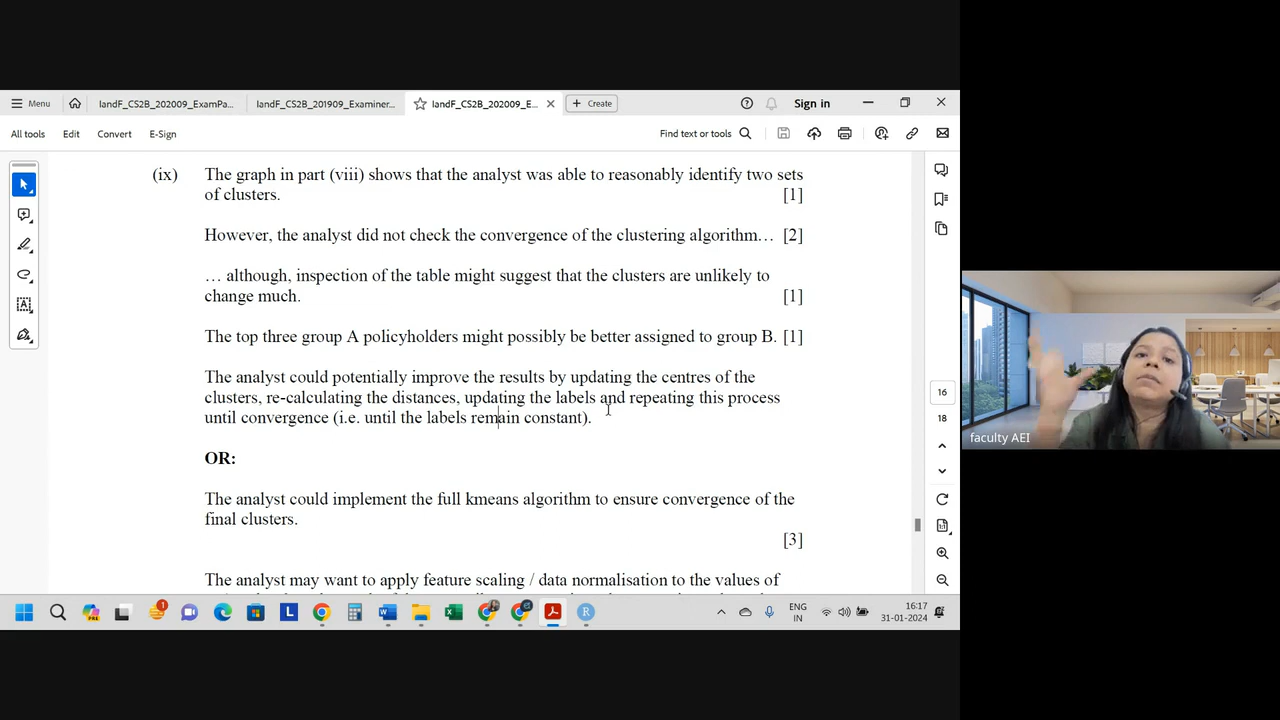 Menu
IandF_CS2B_202009_ExamPa...
IandF_CS2B_201909_Examiner...
IandF_CS2B_202009_E...
Create
Sign in
All tools
Edit
Convert
E-Sign
Find text or tools
(ix) The graph in part (viii) shows that the analyst was able to reasonably identify two sets
of clusters. [1]
However, the analyst did not check the convergence of the clustering algorithm… [2]
… although, inspection of the table might suggest that the clusters are unlikely to
change much. [1]
The top three group A policyholders might possibly be better assigned to group B. [1]
The analyst could potentially improve the results by updating the centres of the
clusters, re-calculating the distances, updating the labels and repeating this process
until convergence (i.e. until the labels remain constant).
OR:
The analyst could implement the full kmeans algorithm to ensure convergence of the
final clusters.
[3]
The analyst may want to apply feature scaling / data normalisation to the values of
16
18
faculty AEI
ENG
IN
16:17
31-01-2024